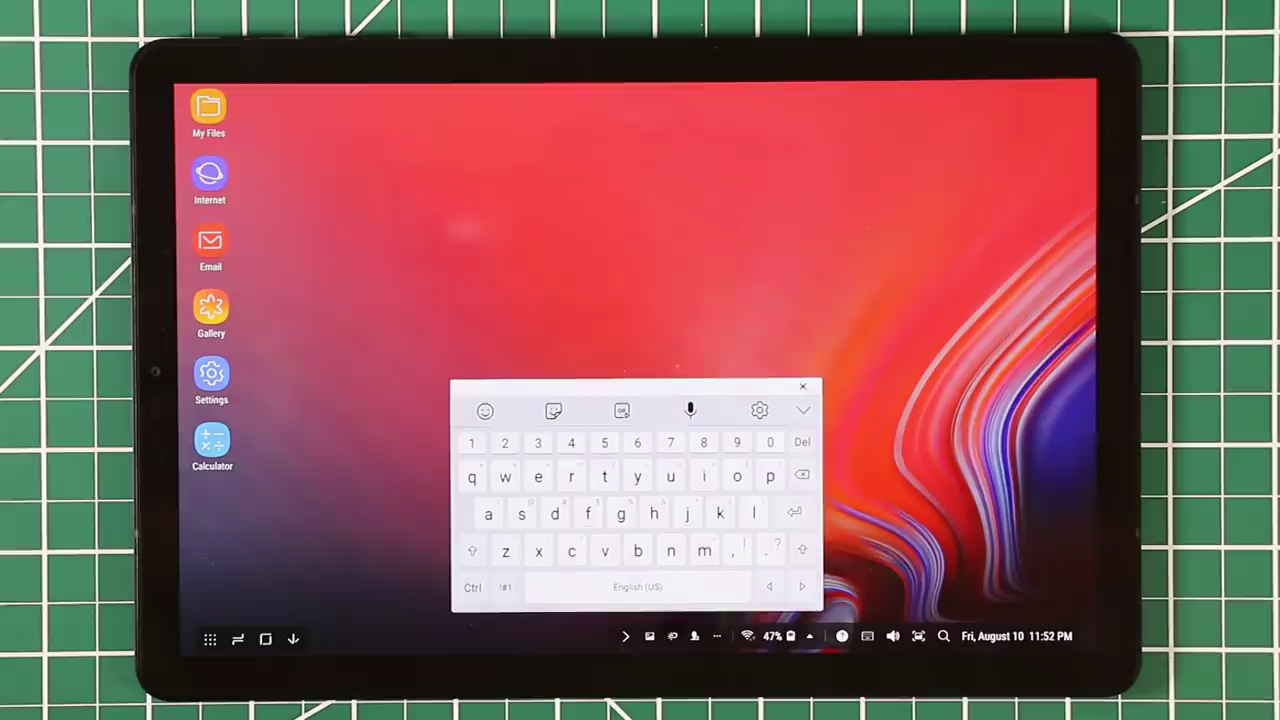 My Files
Internet
Email
Gallery
Settings
Calculator
1 2 3 4 5 6 7 8 9 0 Del
q w e r t y u i o p
a s d f g h j k l
z x c v b n m , ! . ?
Ctrl !#1 English (US)
47% Fri, August 10 11:52 PM